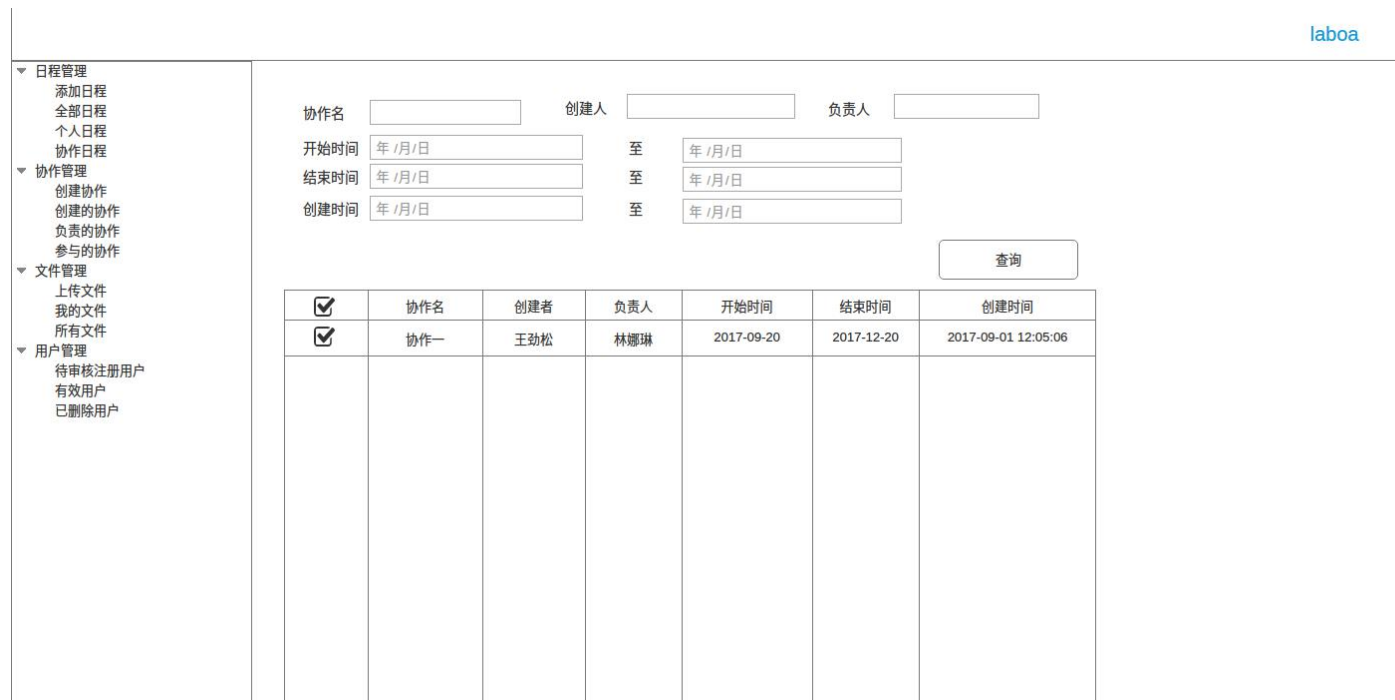 laboa
日程管理
添加日程
全部日程
个人日程
协作日程
协作管理
创建协作
创建的协作
负责的协作
参与的协作
文件管理
上传文件
我的文件
所有文件
用户管理
待审核注册用户
有效用户
已删除用户
协作名 创建人 负责人
开始时间 年 /月/日 至 年 /月/日
结束时间 年 /月/日 至 年 /月/日
创建时间 年 /月/日 至 年 /月/日
查询
协作名 创建者 负责人 开始时间 结束时间 创建时间
协作一 王劲松 林娜琳 2017-09-20 2017-12-20 2017-09-01 12:05:06